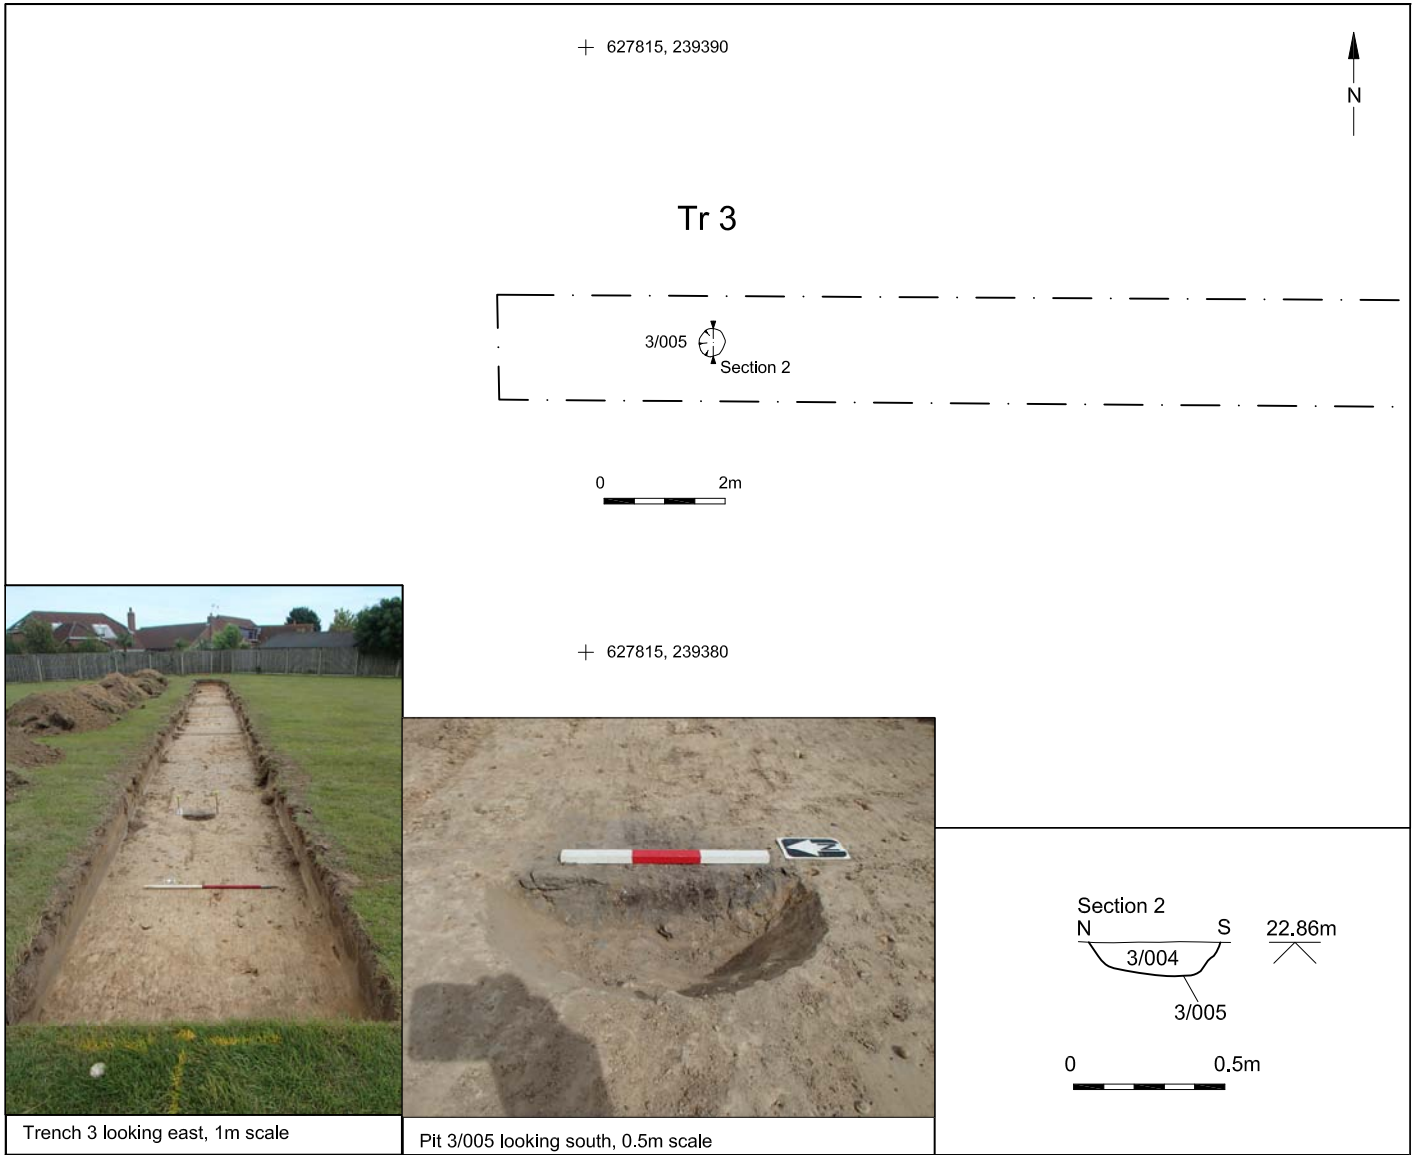 627815, 239390
N
Tr 3
3/005
Section 2
0 2m
627815, 239380
Trench 3 looking east, 1m scale
N
Pit 3/005 looking south, 0.5m scale
Section 2
N S 22.86m
3/004
3/005
0 0.5m